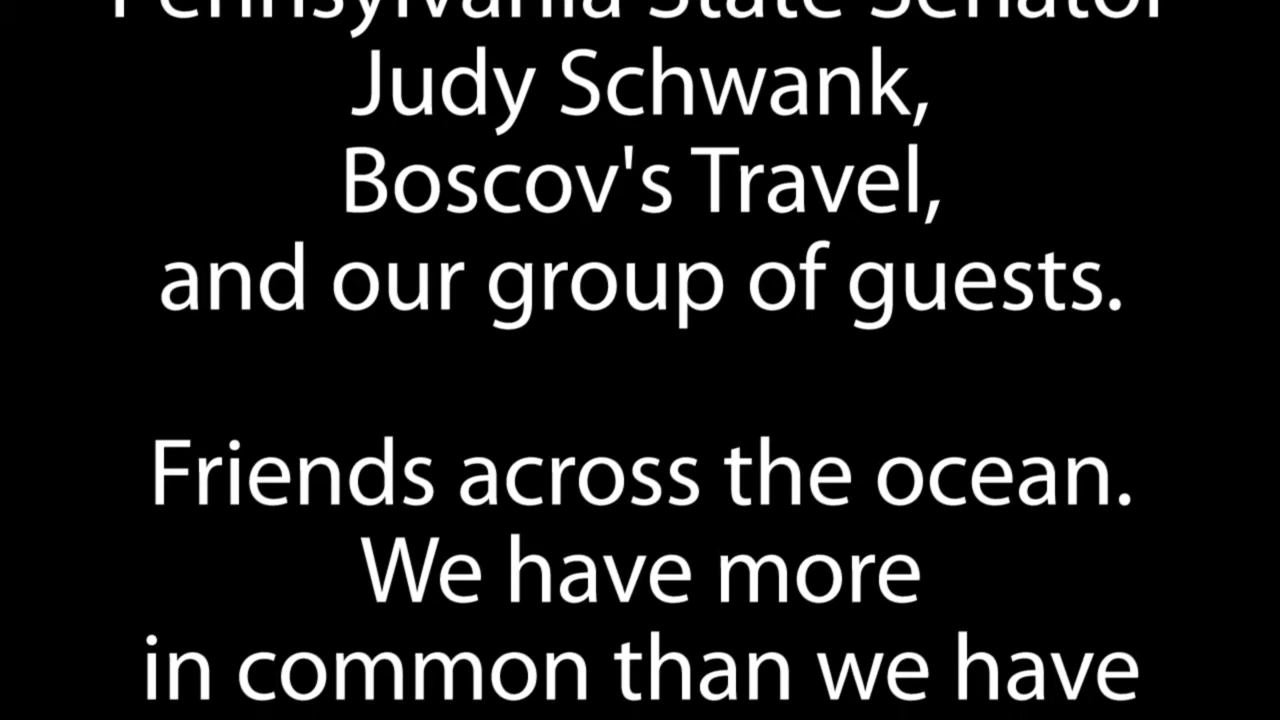 Pennsylvania State Senator
Judy Schwank,
Boscov's Travel,
and our group of guests.
Friends across the ocean.
We have more
in common than we have